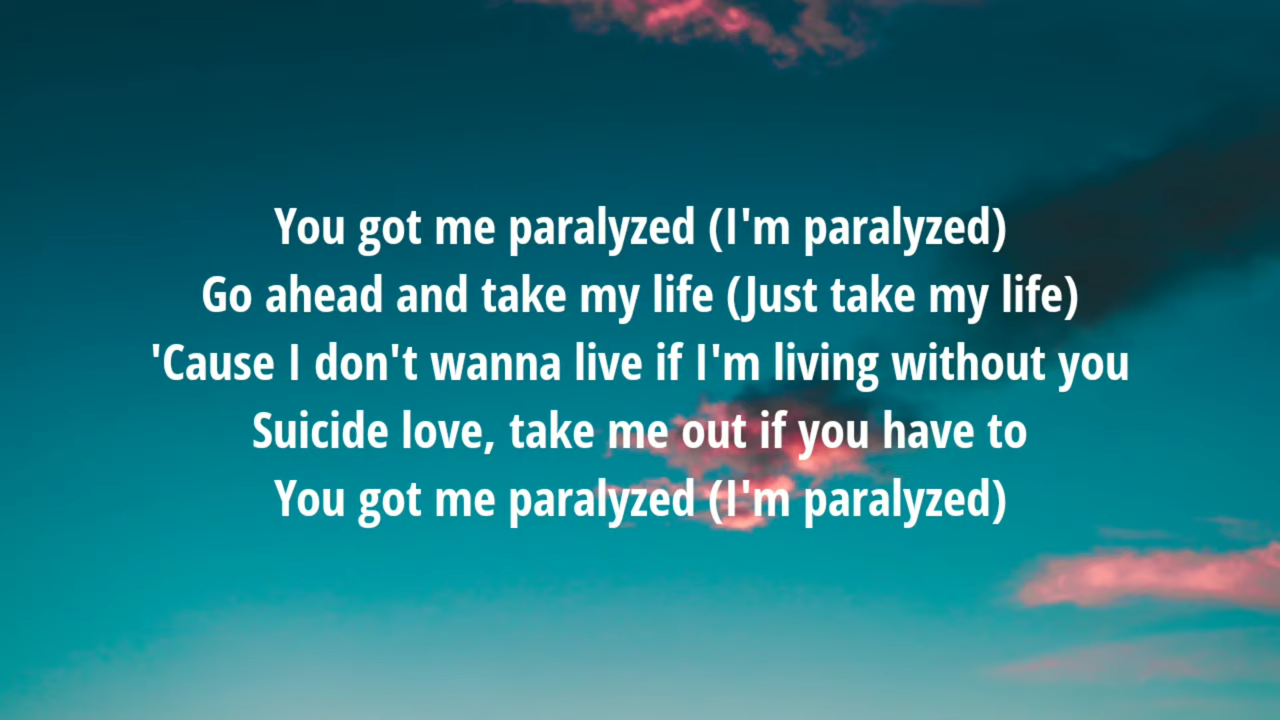 You got me paralyzed (I'm paralyzed)
Go ahead and take my life (Just take my life)
'Cause I don't wanna live if I'm living without you
Suicide love, take me out if you have to
You got me paralyzed (I'm paralyzed)